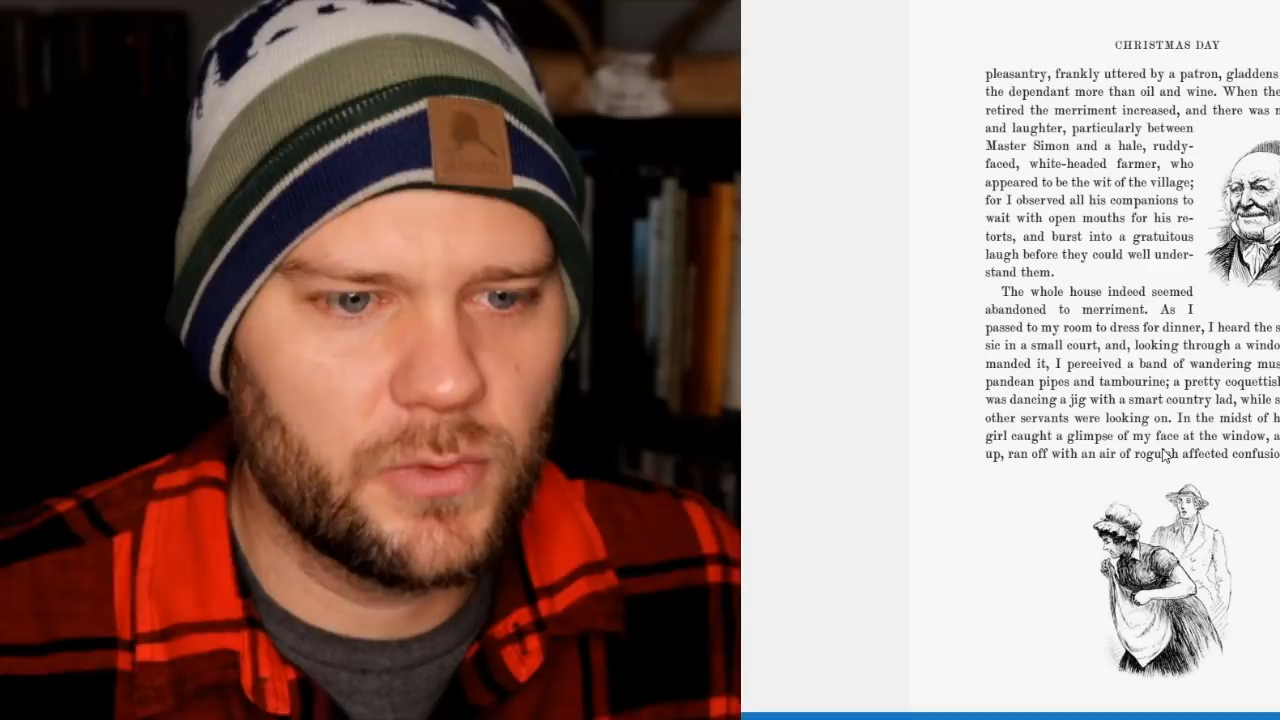 CHRISTMAS DAY
pleasantry, frankly uttered by a patron, gladdens
the dependant more than oil and wine. When the
retired the merriment increased, and there was
and laughter, particularly between
Master Simon and a hale, ruddy-
faced, white-headed farmer, who
appeared to be the wit of the village;
for I observed all his companions to
wait with open mouths for his re-
torts, and burst into a gratuitous
laugh before they could well under-
stand them.
The whole house indeed seemed
abandoned to merriment. As I
passed to my room to dress for dinner, I heard the s
sic in a small court, and, looking through a windo
manded it, I perceived a band of wandering mus
pandean pipes and tambourine; a pretty coquettish
was dancing a jig with a smart country lad, while s
other servants were looking on. In the midst of h
girl caught a glimpse of my face at the window, a
up, ran off with an air of roguish affected confusio